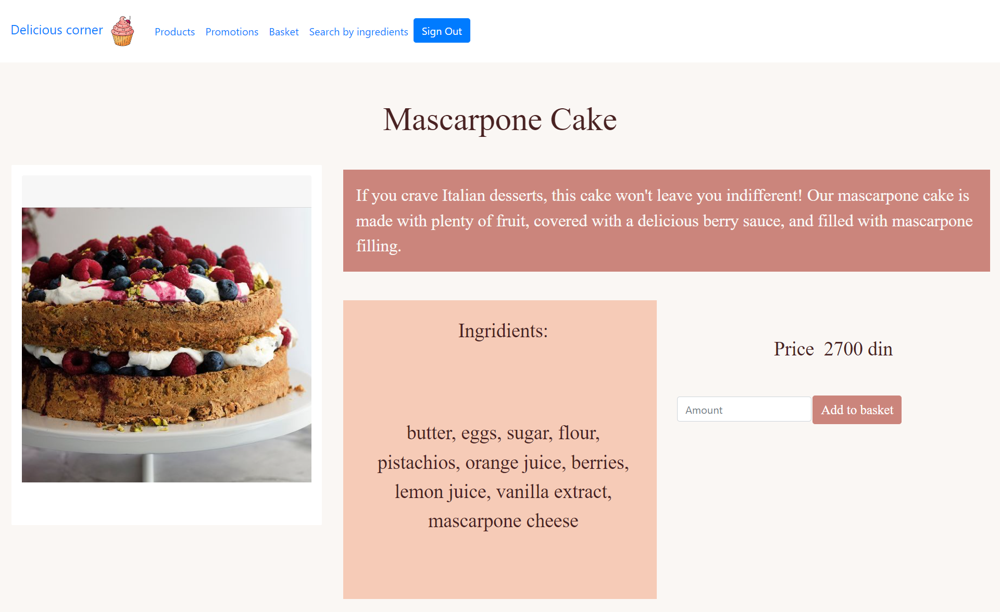 Delicious corner
Products
Promotions
Basket
Search by ingredients
Sign Out
Mascarpone Cake
If you crave Italian desserts, this cake won't leave you indifferent! Our mascarpone cake is
made with plenty of fruit, covered with a delicious berry sauce, and filled with mascarpone
filling.
Ingridients:
butter, eggs, sugar, flour,
pistachios, orange juice, berries,
lemon juice, vanilla extract,
mascarpone cheese
Price 2700 din
Amount
Add to basket